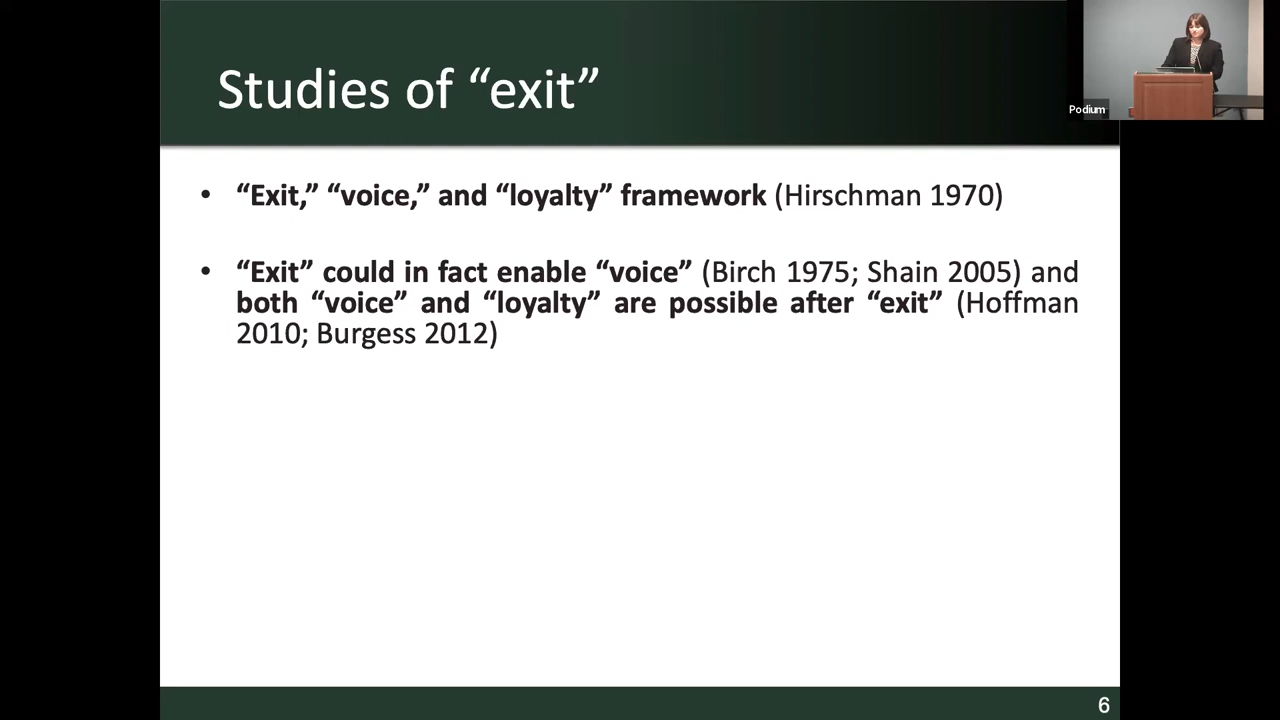 Studies of “exit”
Podium
• “Exit,” “voice,” and “loyalty” framework (Hirschman 1970)
• “Exit” could in fact enable “voice” (Birch 1975; Shain 2005) and
both “voice” and “loyalty” are possible after “exit” (Hoffman
2010; Burgess 2012)
6